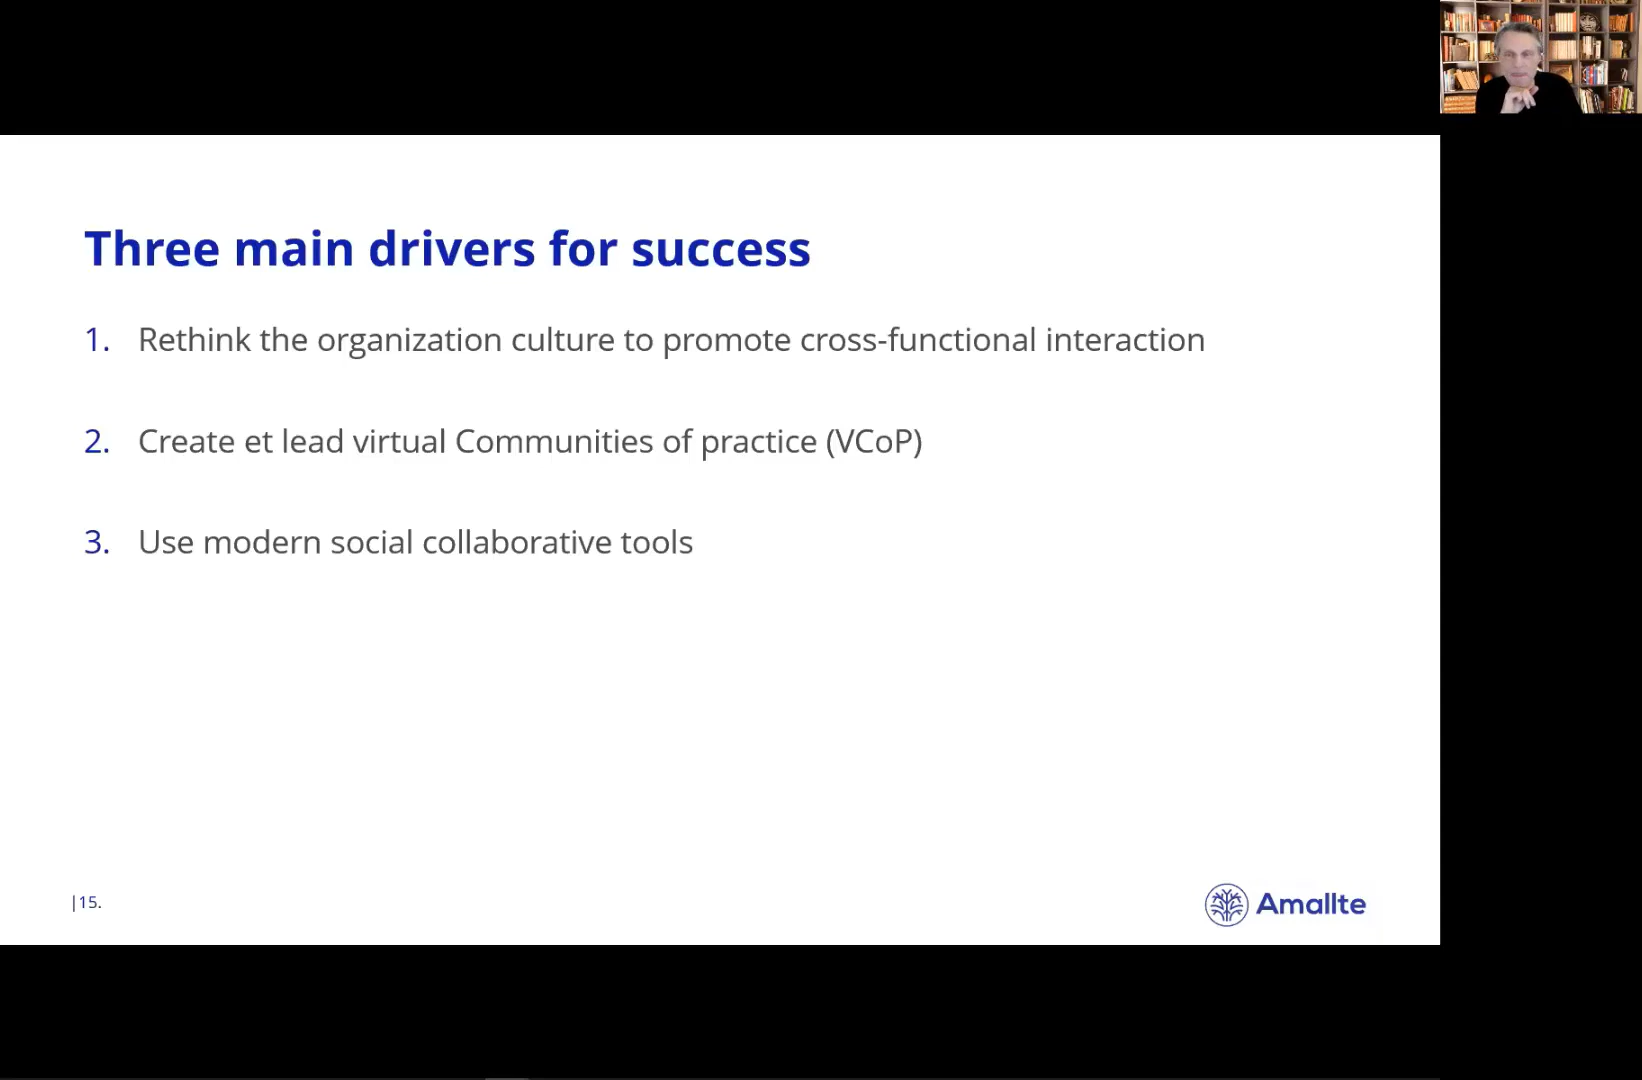 Three main drivers for success
1. Rethink the organization culture to promote cross-functional interaction
2. Create et lead virtual Communities of practice (VCoP)
3. Use modern social collaborative tools
|15.
Amallte